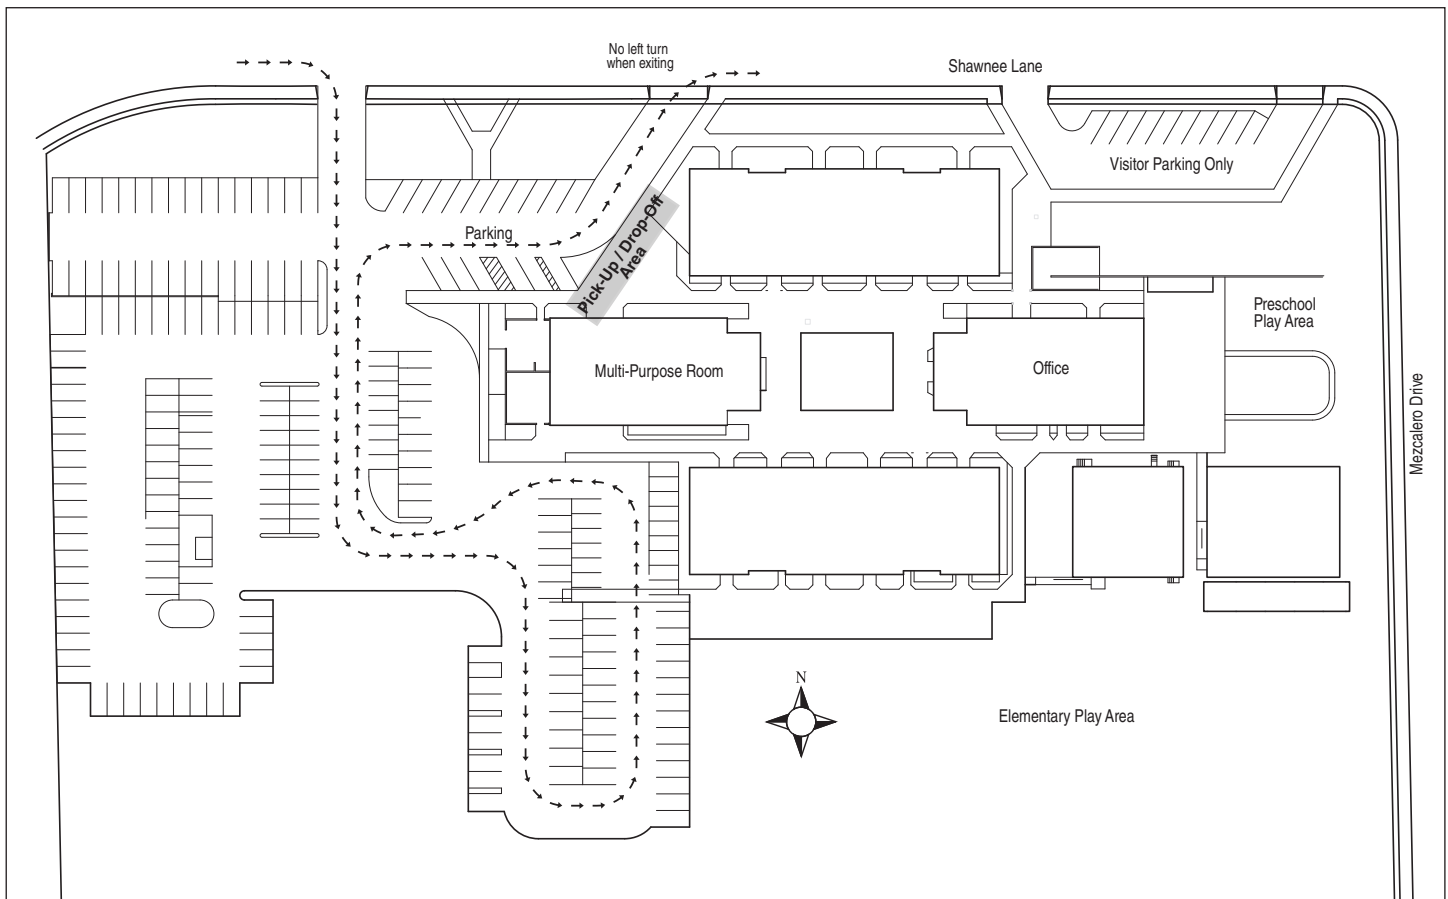 No left turn
when exiting
Shawnee Lane
Visitor Parking Only
Parking
Pick-Up / Drop-Off
Area
Preschool
Play Area
Multi-Purpose Room
Office
Mezcalero Drive
N
Elementary Play Area